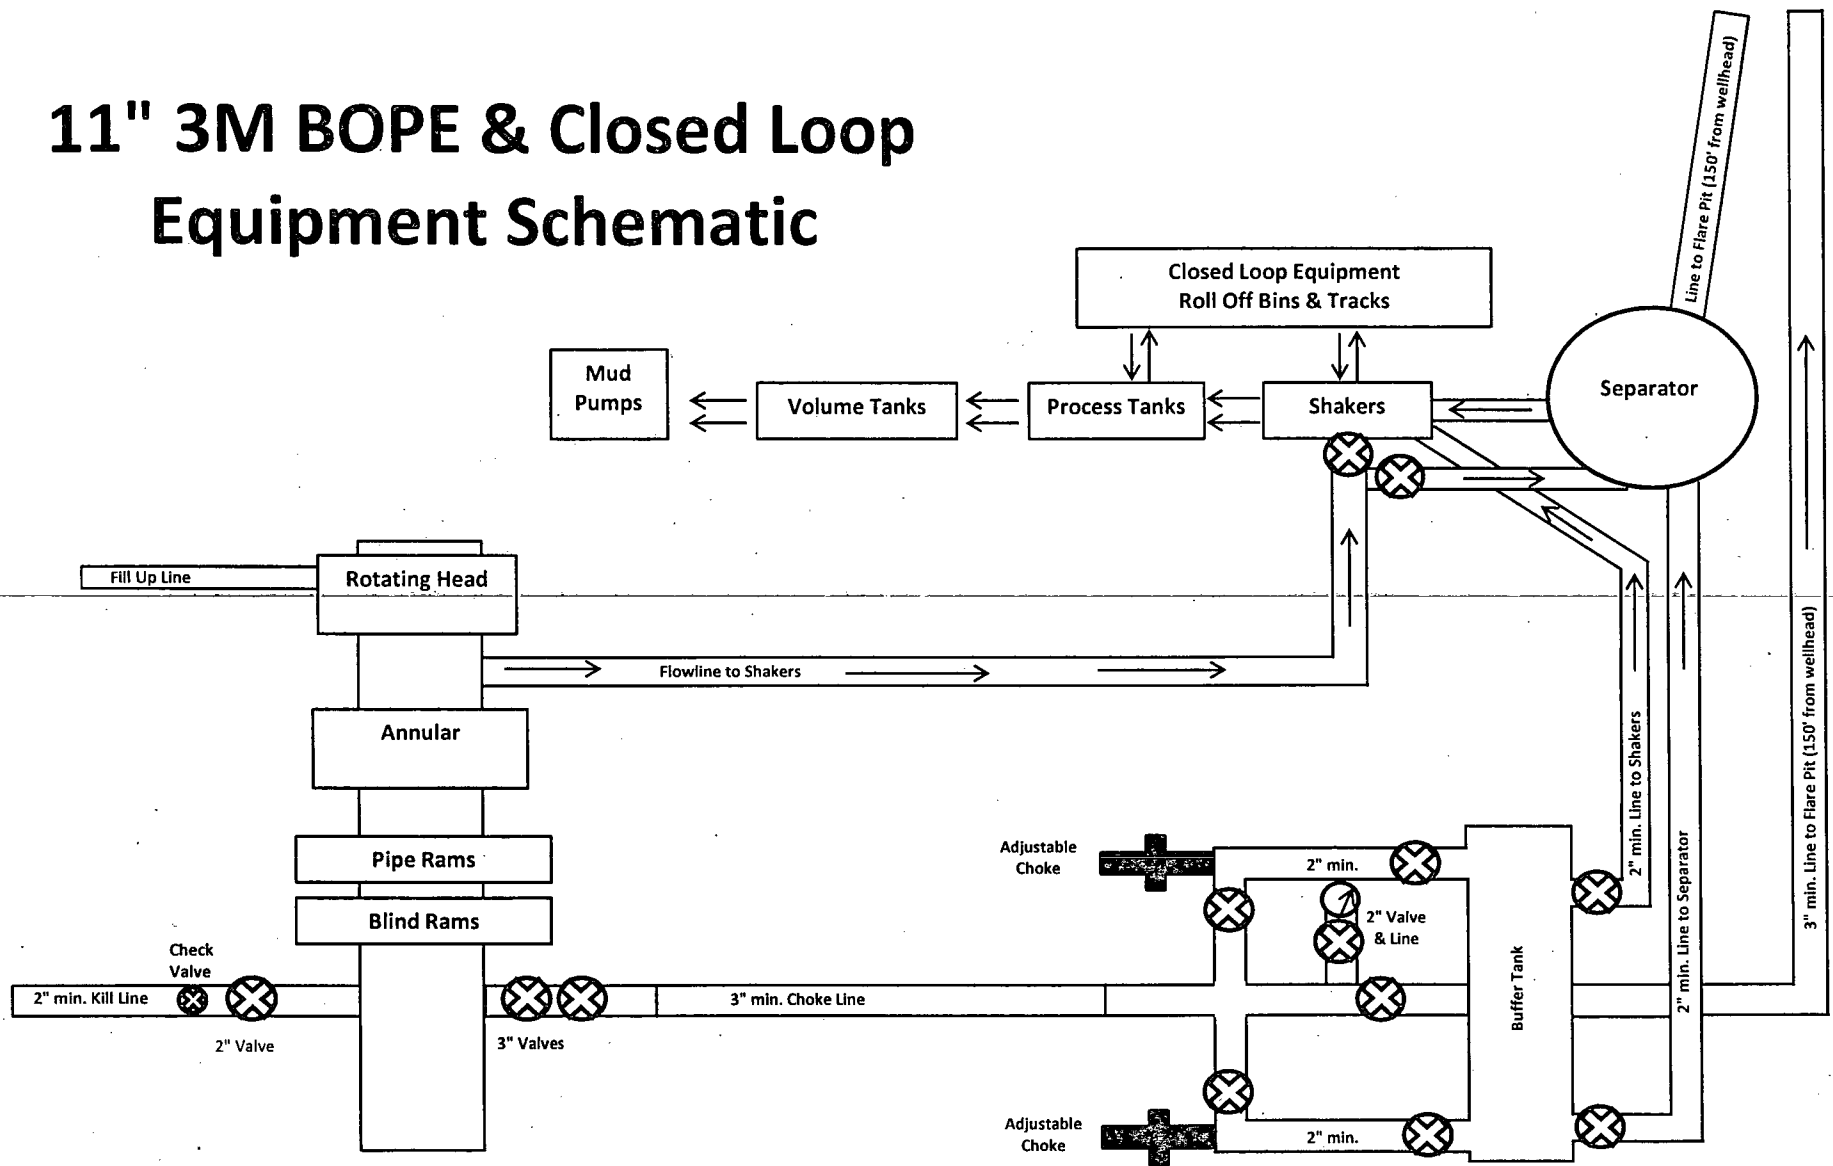 11" 3M BOPE & Closed Loop
Equipment Schematic
Line to Flare Pit (150' from wellhead)
Closed Loop Equipment
Roll Off Bins & Tracks
Mud
Pumps
Volume Tanks
Process Tanks
Shakers
Separator
Fill Up Line
Rotating Head
Flowline to Shakers
Annular
Pipe Rams
Blind Rams
Check
Valve
2" min. Kill Line
2" Valve
3" Valves
3" min. Choke Line
Adjustable
Choke
2" min.
2" Valve
& Line
Adjustable
Choke
2" min.
Buffer Tank
2" min. Line to Shakers
2" min. Line to Separator
3" min. Line to Flare Pit (150' from wellhead)